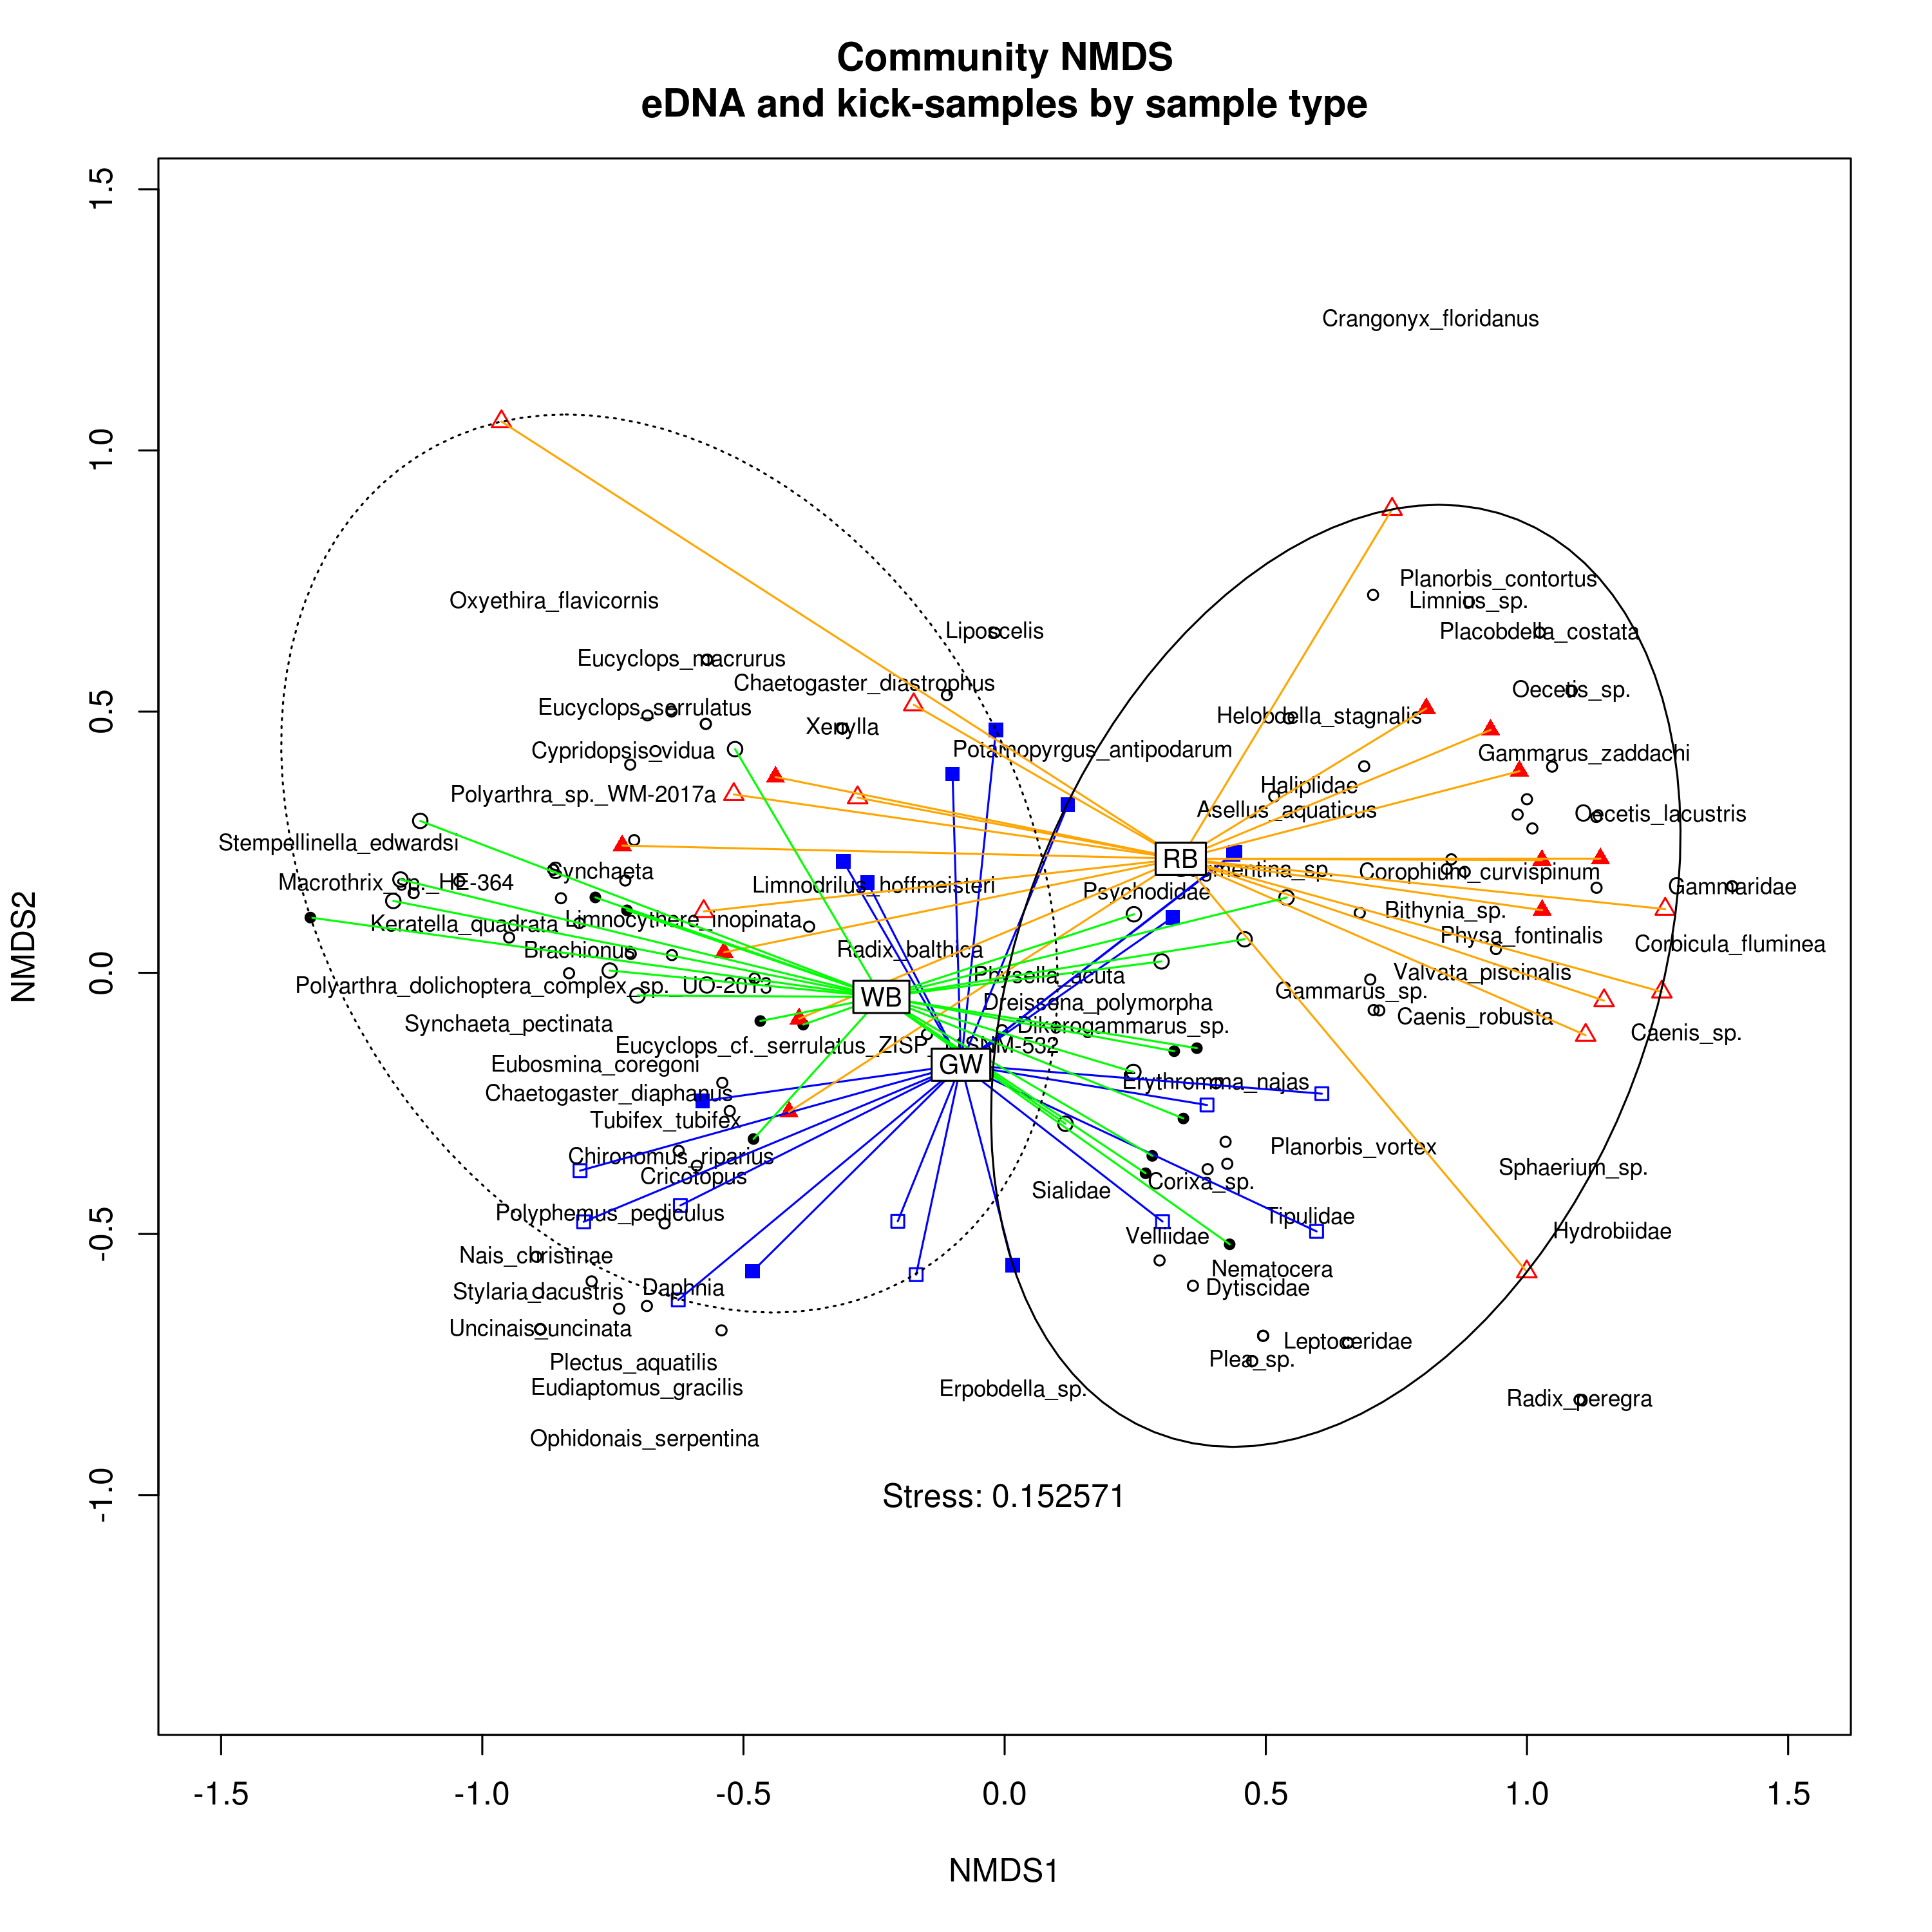 Community NMDS
eDNA and kick-samples by sample type
1.5
1.0
0.5
0.0
-0.5
-1.0
NMDS2
Crangonyx_floridanus
Planorbis_contortus
Oxyethira_flavicornis
Limnius_sp.
Liposcelis
Placobdella_costata
Eucyclops_macrurus
Chaetogaster_diastrophus
Oecetis_sp.
Eucyclops_serrulatus
Helobdella_stagnalis
Xenylla
Cypridopsis_vidua
Potamopyrgus_antipodarum
Gammarus_zaddachi
Haliplidae
Polyarthra_sp._WM-2017a
Asellus_aquaticus
Oecetis_lacustris
Stempellinella_edwardsi
RB
Synchaeta
Corophium_curvispinum
Macrothrix_sp._HE-364
Limnodrilus_hoffmeisteri
Psychodidae
Gammaridae
Bithynia_sp.
Keratella_quadrata
Limnocythere_inopinata
Physa_fontinalis
Corbicula_fluminea
Brachionus
Radix_balthica
Valvata_piscinalis
Physella_acuta
Polyarthra_dolichoptera_complex_sp._UO-2013
Gammarus_sp.
WB
Dreissena_polymorpha
Caenis_robusta
Synchaeta_pectinata
Dikerogammarus_sp.
Caenis_sp.
Eubosmina_coregoni
GW
Erythromma_najas
Chaetogaster_diaphanus
Tubifex_tubifex
Planorbis_vortex
Chironomus_riparius
Sphaerium_sp.
Cricotopus
Corixa_sp.
Sialidae
Polyphemus_pediculus
Tipulidae
Hydrobiidae
Veliidae
Nais_christinae
Nematocera
Stylaria_lacustris
Daphnia
Dytiscidae
Uncinais_uncinata
Leptoceridae
Plectus_aquatilis
Plea_sp.
Eudiaptomus_gracilis
Erpobdella_sp.
Radix_peregra
Ophidonais_serpentina
Stress: 0.152571
-1.5
-1.0
-0.5
0.0
0.5
1.0
1.5
NMDS1